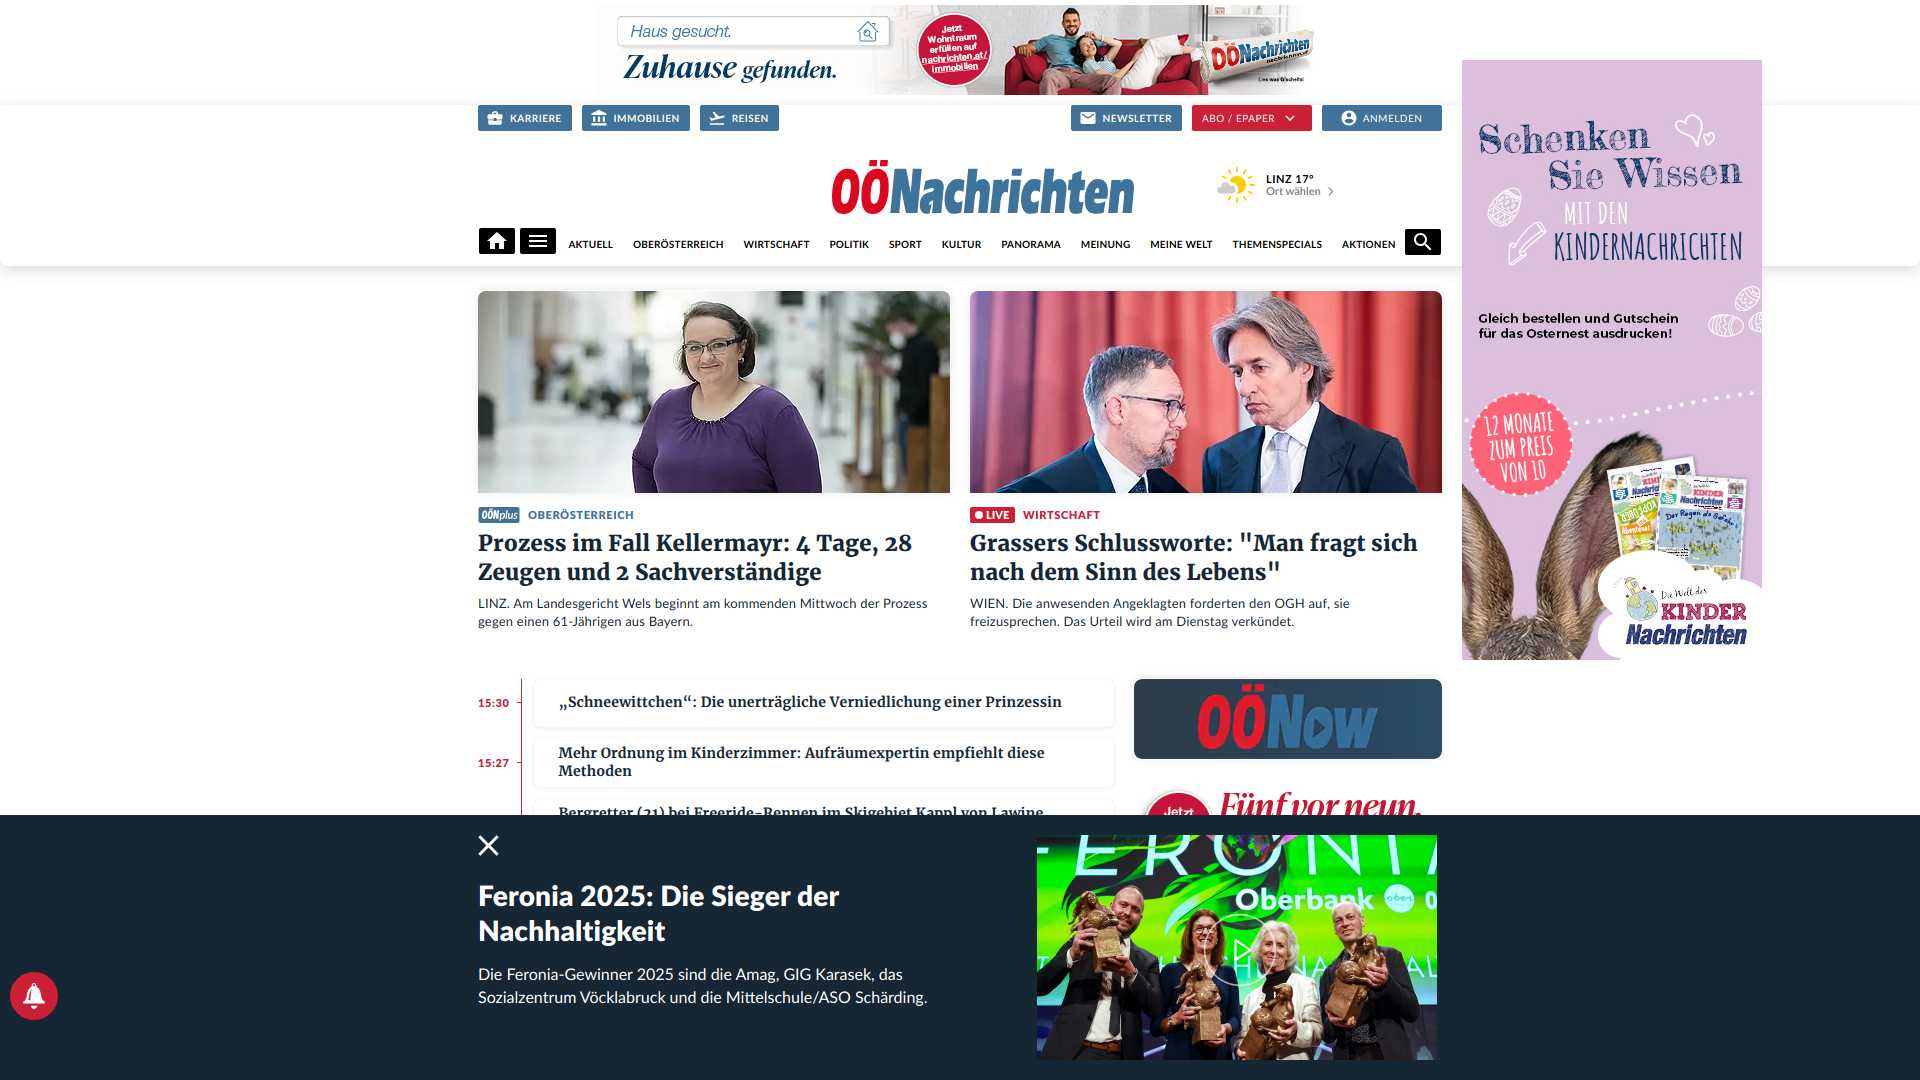 Haus gesucht.
Zuhause gefunden.
Jetzt
Wohntraum
erfüllen auf
nachrichten.at/
immobilien
OÖNachrichten
Lies was G'scheits!
KARRIERE
IMMOBILIEN
REISEN
NEWSLETTER
ABO / EPAPER
ANMELDEN
OÖNachrichten
LINZ 17°
Ort wählen
AKTUELL
OBERÖSTERREICH
WIRTSCHAFT
POLITIK
SPORT
KULTUR
PANORAMA
MEINUNG
MEINE WELT
THEMENSPECIALS
AKTIONEN
Schenken
Sie Wissen
MIT DEN
KINDERNACHRICHTEN
Gleich bestellen und Gutschein
für das Osternest ausdrucken!
12 MONATE
ZUM PREIS
VON 10
Die Welt der
KINDER
Nachrichten
OÖNplus OBERÖSTERREICH
Prozess im Fall Kellermayr: 4 Tage, 28
Zeugen und 2 Sachverständige
LINZ. Am Landesgericht Wels beginnt am kommenden Mittwoch der Prozess
gegen einen 61-Jährigen aus Bayern.
LIVE WIRTSCHAFT
Grassers Schlussworte: "Man fragt sich
nach dem Sinn des Lebens"
WIEN. Die anwesenden Angeklagten forderten den OGH auf, sie
freizusprechen. Das Urteil wird am Dienstag verkündet.
15:30
„Schneewittchen“: Die unerträgliche Verniedlichung einer Prinzessin
15:27
Mehr Ordnung im Kinderzimmer: Aufräumexpertin empfiehlt diese
Methoden
Bergretter (21) bei Freeride-Rennen im Skigebiet Kappl von Lawine
OÖNow
Jetzt
Fünf vor neun.
Feronia 2025: Die Sieger der
Nachhaltigkeit
Die Feronia-Gewinner 2025 sind die Amag, GIG Karasek, das
Sozialzentrum Vöcklabruck und die Mittelschule/ASO Schärding.
FERONIA
Oberbank